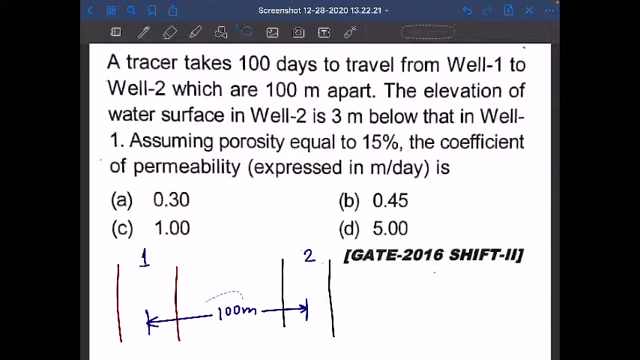 Screenshot 12-28-2020 13.22.21
A tracer takes 100 days to travel from Well-1 to
Well-2 which are 100 m apart. The elevation of
water surface in Well-2 is 3 m below that in Well-
1. Assuming porosity equal to 15%, the coefficient
of permeability (expressed in m/day) is
(a) 0.30 (b) 0.45
(c) 1.00 (d) 5.00
[GATE-2016 SHIFT-II]
1 2
100m